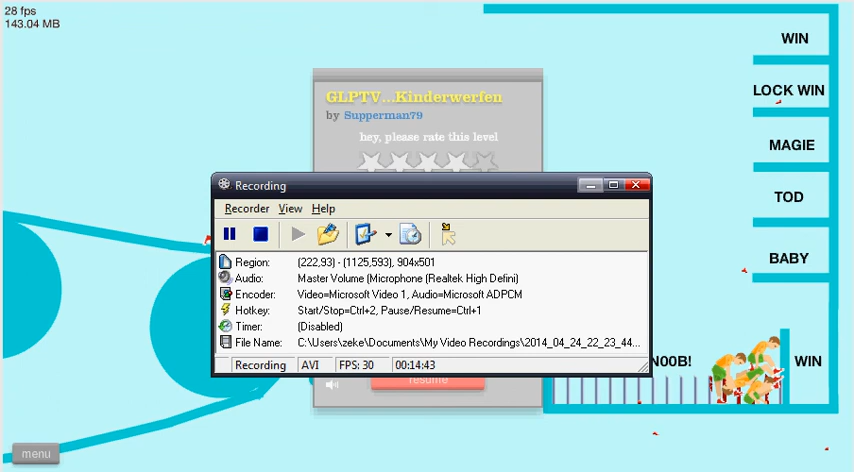 28 fps
143.04 MB
WIN
LOCK WIN
MAGIE
TOD
BABY
GLPTV...Kinderwerfen
by Supperman79
hey, please rate this level
Recording
Recorder View Help
Region: (222,93) - (1125,593), 904x501
Audio: Master Volume (Microphone (Realtek High Defini)
Encoder: Video=Microsoft Video 1, Audio=Microsoft ADPCM
Hotkey: Start/Stop=Ctrl+2, Pause/Resume=Ctrl+1
Timer: (Disabled)
File Name: C:\Users\zeke\Documents\My Video Recordings\2014_04_24_22_23_44...
Recording AVI FPS: 30 00:14:43
resume
NOOB!
WIN
menu